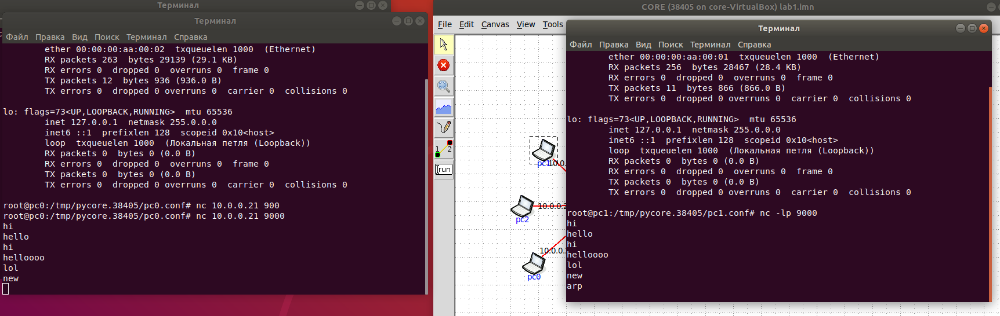 Терминал
Терминал
Файл Правка Вид Поиск Терминал Справка
ether 00:00:00:aa:00:02 txqueuelen 1000 (Ethernet)
RX packets 263 bytes 29139 (29.1 KB)
RX errors 0 dropped 0 overruns 0 frame 0
TX packets 12 bytes 936 (936.0 B)
TX errors 0 dropped 0 overruns 0 carrier 0 collisions 0
lo: flags=73<UP,LOOPBACK,RUNNING> mtu 65536
inet 127.0.0.1 netmask 255.0.0.0
inet6 ::1 prefixlen 128 scopeid 0x10<host>
loop txqueuelen 1000 (Локальная петля (Loopback))
RX packets 0 bytes 0 (0.0 B)
RX errors 0 dropped 0 overruns 0 frame 0
TX packets 0 bytes 0 (0.0 B)
TX errors 0 dropped 0 overruns 0 carrier 0 collisions 0
root@pc0:/tmp/pycore.38405/pc0.conf# nc 10.0.0.21 900
root@pc0:/tmp/pycore.38405/pc0.conf# nc 10.0.0.21 9000
hi
hello
hi
helloooo
lol
new
CORE (38405 on core-VirtualBox) lab1.imn
File Edit Canvas View Tools
1 2
run
pc1
10.0.
10.0.0.2
pc2
10.0.0.
pc0
Терминал
Файл Правка Вид Поиск Терминал Справка
ether 00:00:00:aa:00:01 txqueuelen 1000 (Ethernet)
RX packets 256 bytes 28467 (28.4 KB)
RX errors 0 dropped 0 overruns 0 frame 0
TX packets 11 bytes 866 (866.0 B)
TX errors 0 dropped 0 overruns 0 carrier 0 collisions 0
lo: flags=73<UP,LOOPBACK,RUNNING> mtu 65536
inet 127.0.0.1 netmask 255.0.0.0
inet6 ::1 prefixlen 128 scopeid 0x10<host>
loop txqueuelen 1000 (Локальная петля (Loopback))
RX packets 0 bytes 0 (0.0 B)
RX errors 0 dropped 0 overruns 0 frame 0
TX packets 0 bytes 0 (0.0 B)
TX errors 0 dropped 0 overruns 0 carrier 0 collisions 0
root@pc1:/tmp/pycore.38405/pc1.conf# nc -lp 9000
hi
hello
hi
helloooo
lol
new
arp